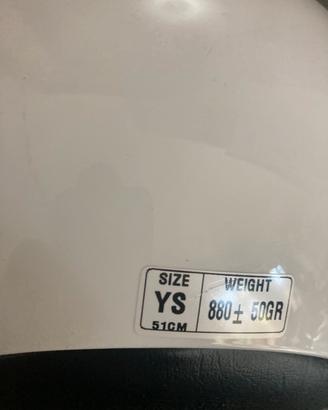 SIZE WEIGHT
YS 880± 50GR
51CM